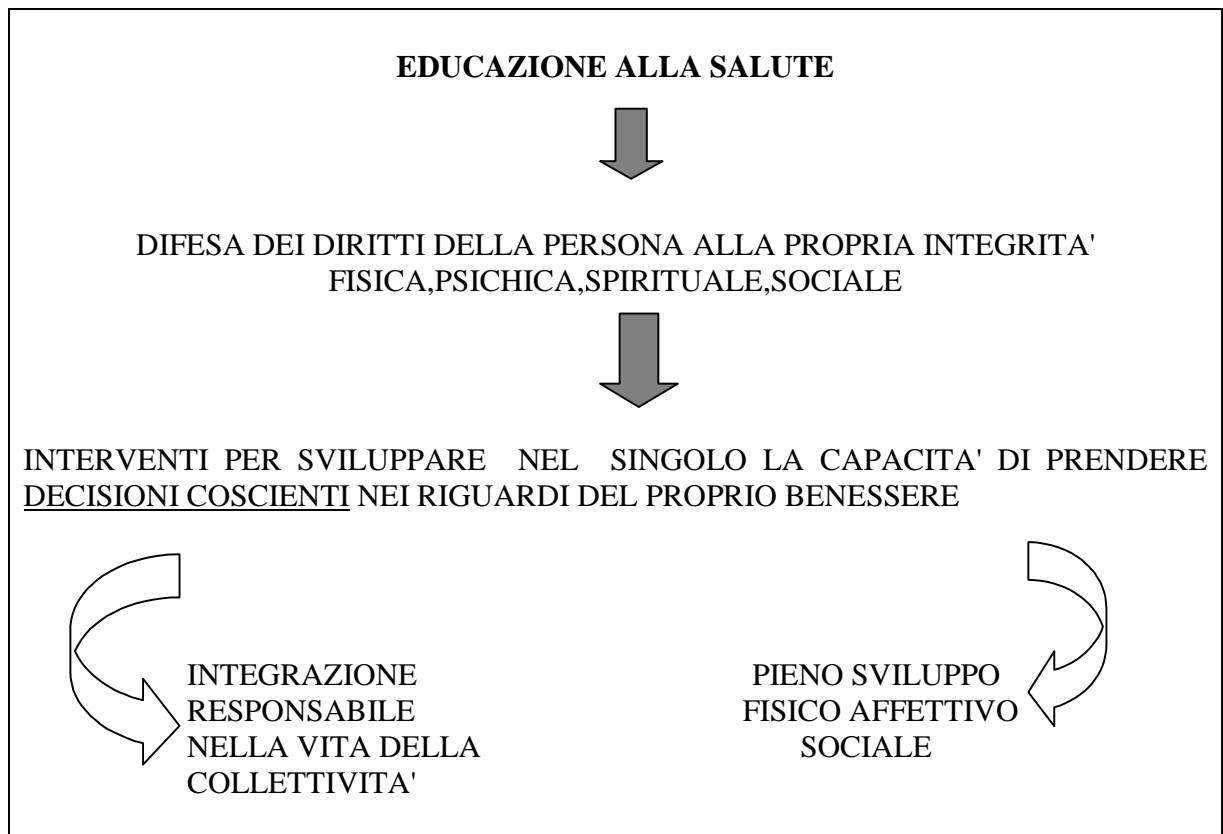 EDUCAZIONE ALLA SALUTE
DIFESA DEI DIRITTI DELLA PERSONA ALLA PROPRIA INTEGRITA'
FISICA,PSICHICA,SPIRITUALE,SOCIALE
INTERVENTI PER SVILUPPARE NEL SINGOLO LA CAPACITA' DI PRENDERE
DECISIONI COSCIENTI NEI RIGUARDI DEL PROPRIO BENESSERE
INTEGRAZIONE
RESPONSABILE
NELLA VITA DELLA
COLLETTIVITA'
PIENO SVILUPPO
FISICO AFFETTIVO
SOCIALE